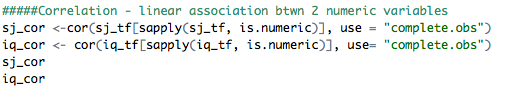 #####Correlation - linear association btwn 2 numeric variables
sj_cor <-cor(sj_tf[sapply(sj_tf, is.numeric)], use = "complete.obs")
iq_cor <- cor(iq_tf[sapply(iq_tf, is.numeric)], use= "complete.obs")
sj_cor
iq_cor